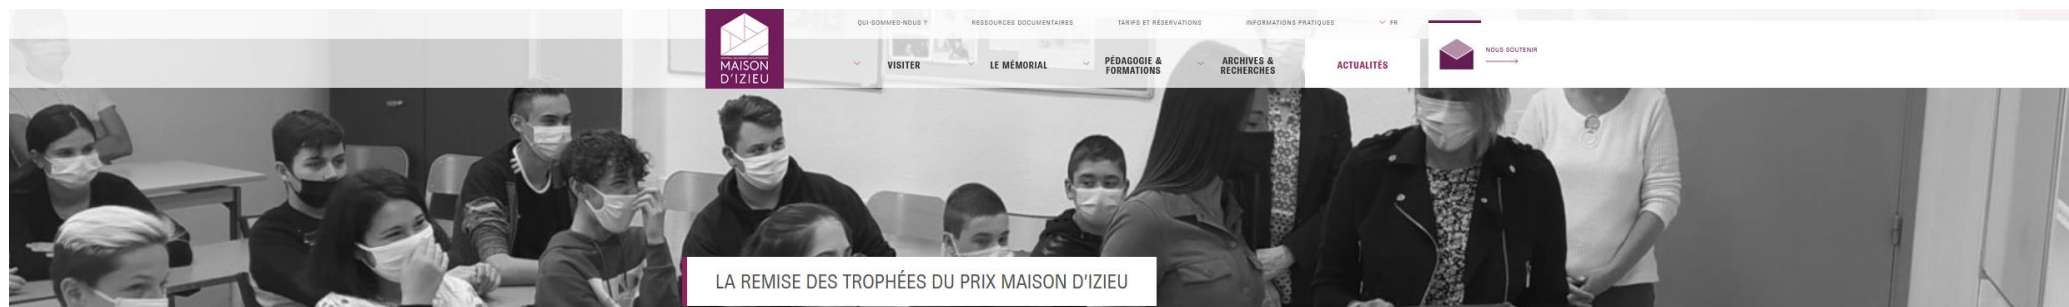 QUI-SOMMES-NOUS ?
RESSOURCES DOCUMENTAIRES
TARIFS ET RÉSERVATIONS
INFORMATIONS PRATIQUES
FR
MAISON
D'IZIEU
VISITER
LE MÉMORIAL
PÉDAGOGIE &
FORMATIONS
ARCHIVES &
RECHERCHES
ACTUALITÉS
NOUS SOUTENIR
LA REMISE DES TROPHÉES DU PRIX MAISON D'IZIEU